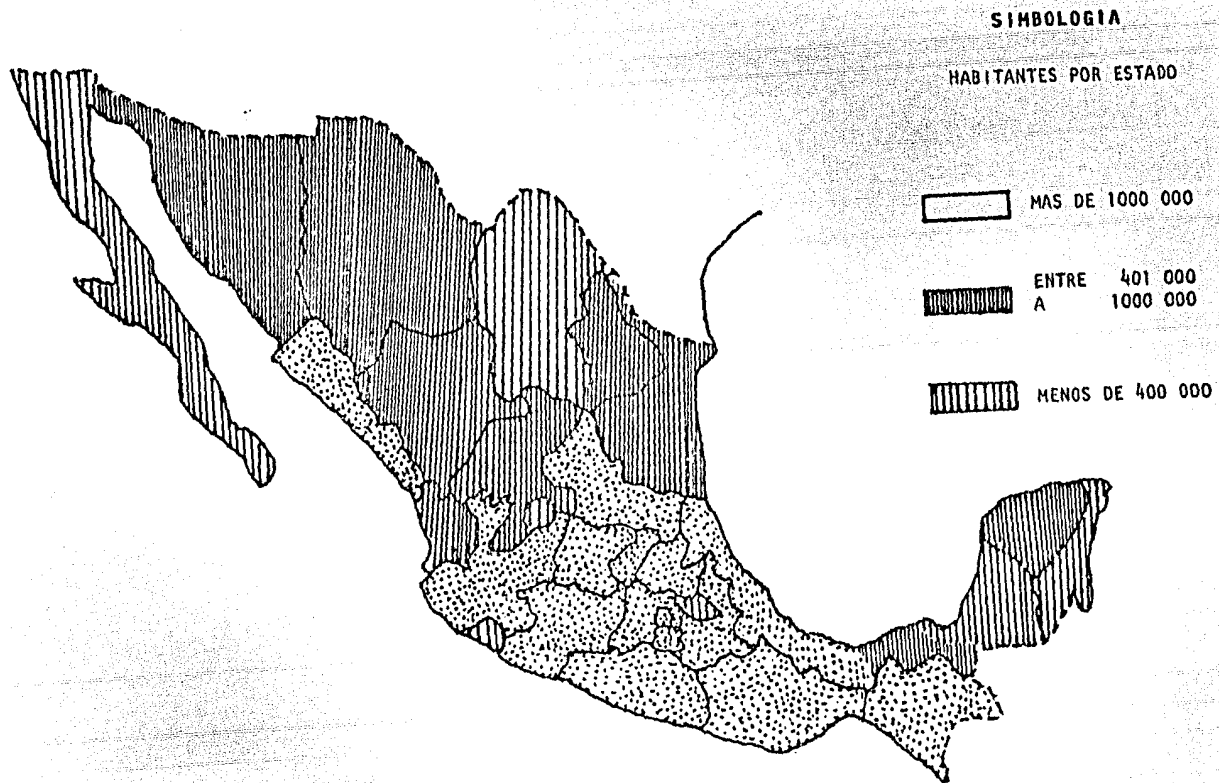 SIMBOLOGIA
HABITANTES POR ESTADO
MAS DE 1000 000
ENTRE 401 000
A 1000 000
MENOS DE 400 000